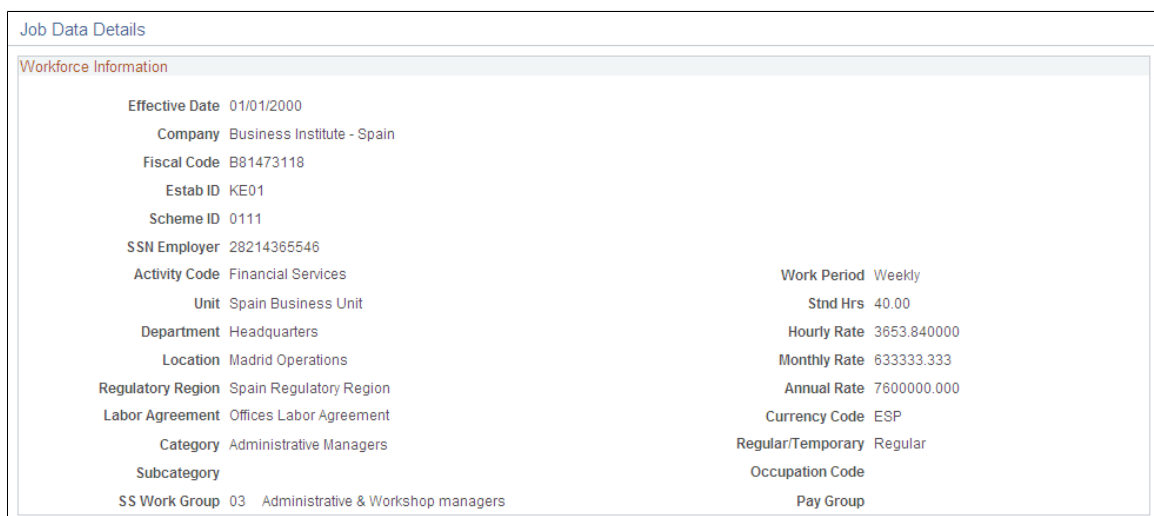 Job Data Details
Workforce Information
Effective Date 01/01/2000
Company Business Institute - Spain
Fiscal Code B81473118
Estab ID KE01
Scheme ID 0111
SSN Employer 28214365546
Activity Code Financial Services Work Period Weekly
Unit Spain Business Unit Stnd Hrs 40.00
Department Headquarters Hourly Rate 3653.840000
Location Madrid Operations Monthly Rate 633333.333
Regulatory Region Spain Regulatory Region Annual Rate 7600000.000
Labor Agreement Offices Labor Agreement Currency Code ESP
Category Administrative Managers Regular/Temporary Regular
Subcategory Occupation Code
SS Work Group 03 Administrative & Workshop managers Pay Group